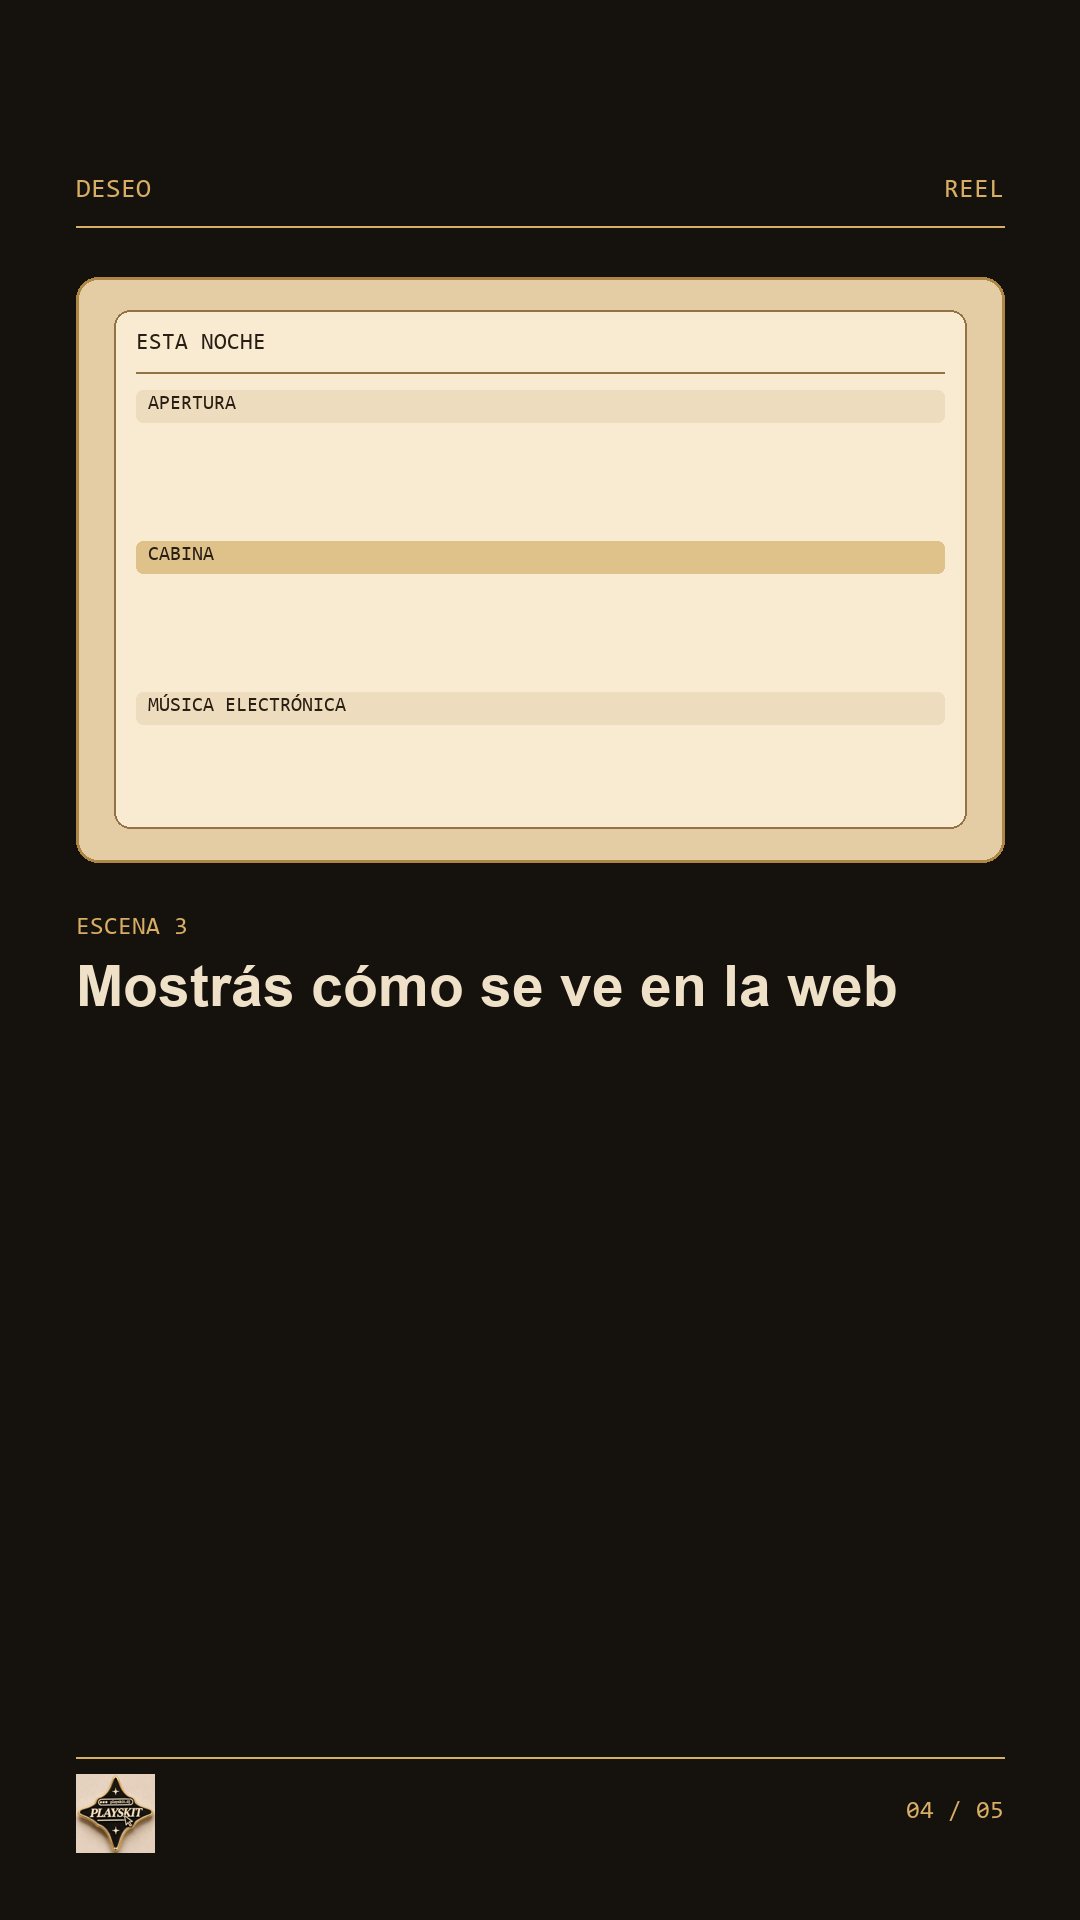 DESEO
REEL
ESTA NOCHE
APERTURA
CABINA
MÚSICA ELECTRÓNICA
ESCENA 3
Mostrás cómo se ve en la web
PLAYSKIT
04 / 05